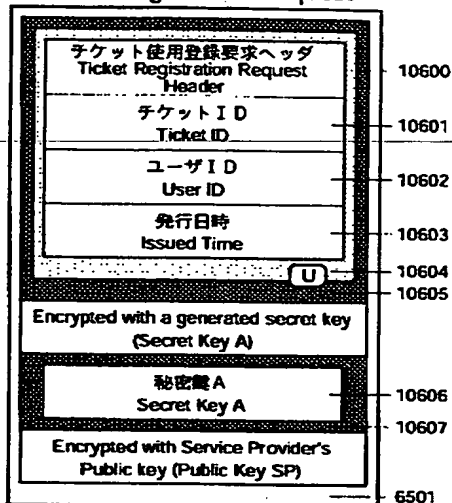 チケット使用登録要求ヘッダ
Ticket Registration Request
Header
10600
チケットID
Ticket ID
10601
ユーザID
User ID
10602
発行日時
Issued Time
10603
U
10604
10605
Encrypted with a generated secret key
(Secret Key A)
秘密鍵A
Secret Key A
10606
10607
Encrypted with Service Provider's
Public key (Public Key SP)
6501